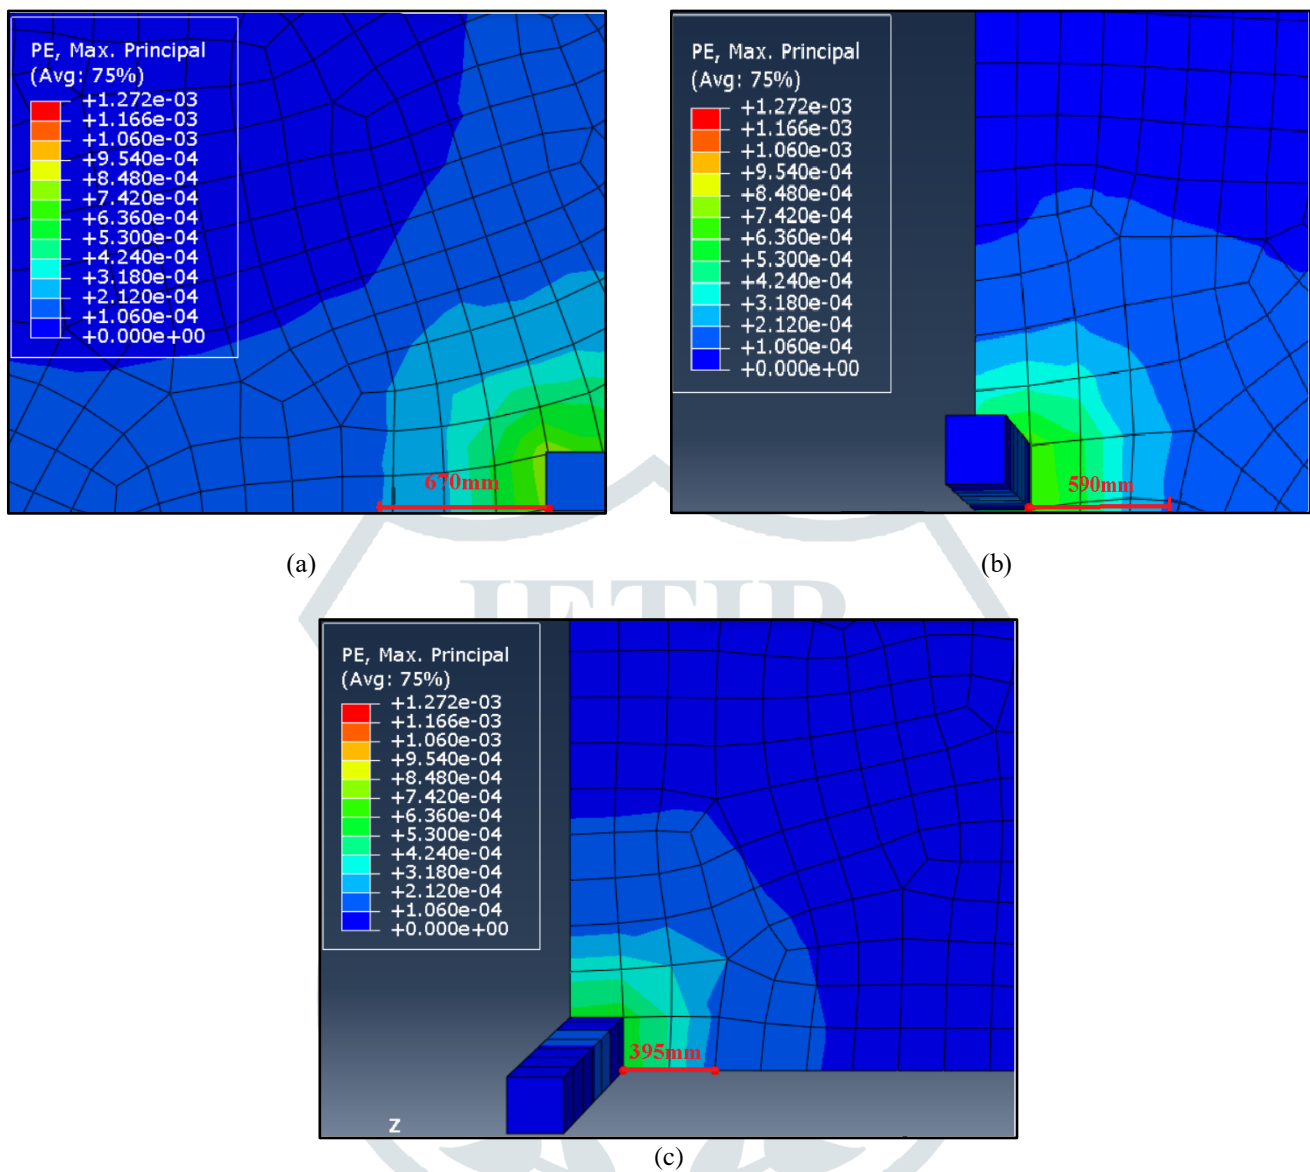 PE, Max. Principal
(Avg: 75%)
+1.272e-03
+1.166e-03
+1.060e-03
+9.540e-04
+8.480e-04
+7.420e-04
+6.360e-04
+5.300e-04
+4.240e-04
+3.180e-04
+2.120e-04
+1.060e-04
+0.000e+00
670mm
(a)
PE, Max. Principal
(Avg: 75%)
+1.272e-03
+1.166e-03
+1.060e-03
+9.540e-04
+8.480e-04
+7.420e-04
+6.360e-04
+5.300e-04
+4.240e-04
+3.180e-04
+2.120e-04
+1.060e-04
+0.000e+00
590mm
(b)
JETIR
PE, Max. Principal
(Avg: 75%)
+1.272e-03
+1.166e-03
+1.060e-03
+9.540e-04
+8.480e-04
+7.420e-04
+6.360e-04
+5.300e-04
+4.240e-04
+3.180e-04
+2.120e-04
+1.060e-04
+0.000e+00
395mm
Z
(c)